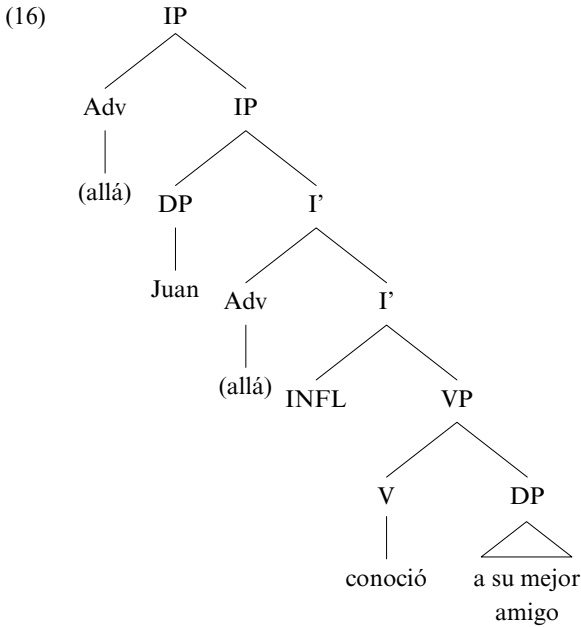 (16) IP
Adv IP
(allá) DP I’
Juan Adv I’
(allá) INFL VP
V DP
conoció a su mejor
amigo